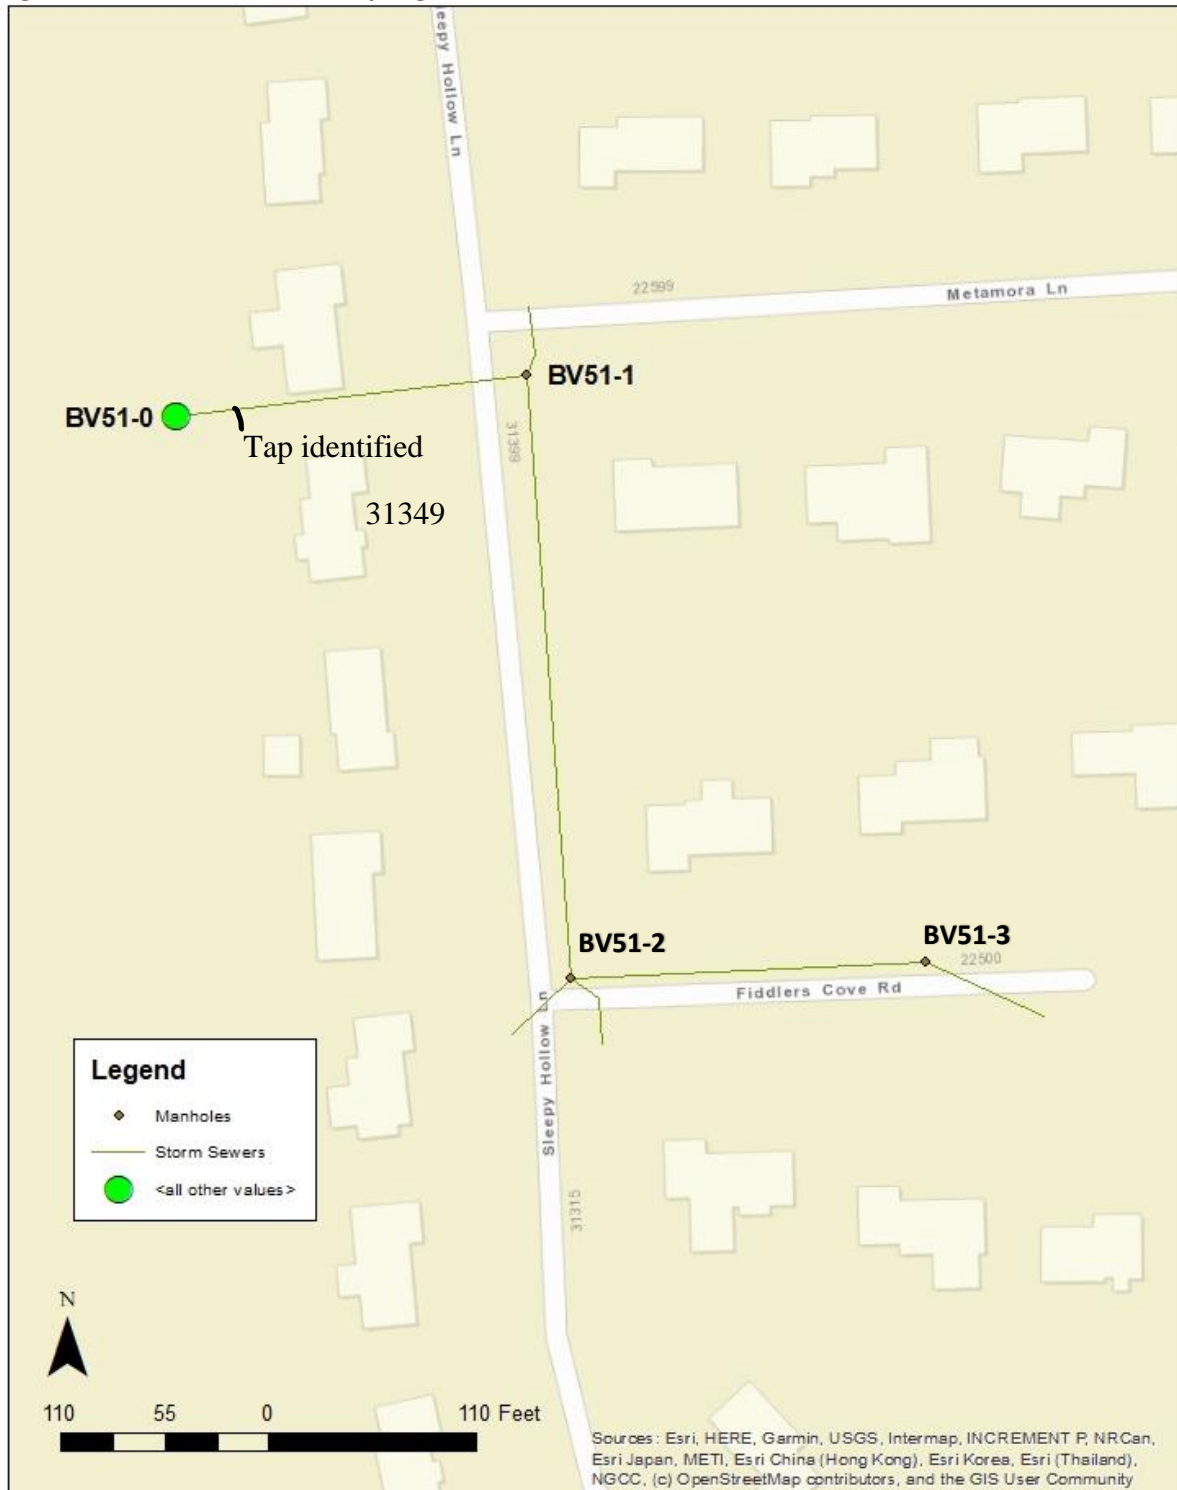 Sleepy Hollow Ln
22599
Metamora Ln
BV51-1
BV51-0
31399
Tap identified
31349
BV51-2
BV51-3
22500
Fiddlers Cove Rd
Sleepy Hollow Ln
Legend
Manholes
Storm Sewers
<all other values>
31315
N
110 55 0 110 Feet
Sources: Esri, HERE, Garmin, USGS, Intermap, INCREMENT P, NRCan,
Esri Japan, METI, Esri China (Hong Kong), Esri Korea, Esri (Thailand),
NGCC, (c) OpenStreetMap contributors, and the GIS User Community